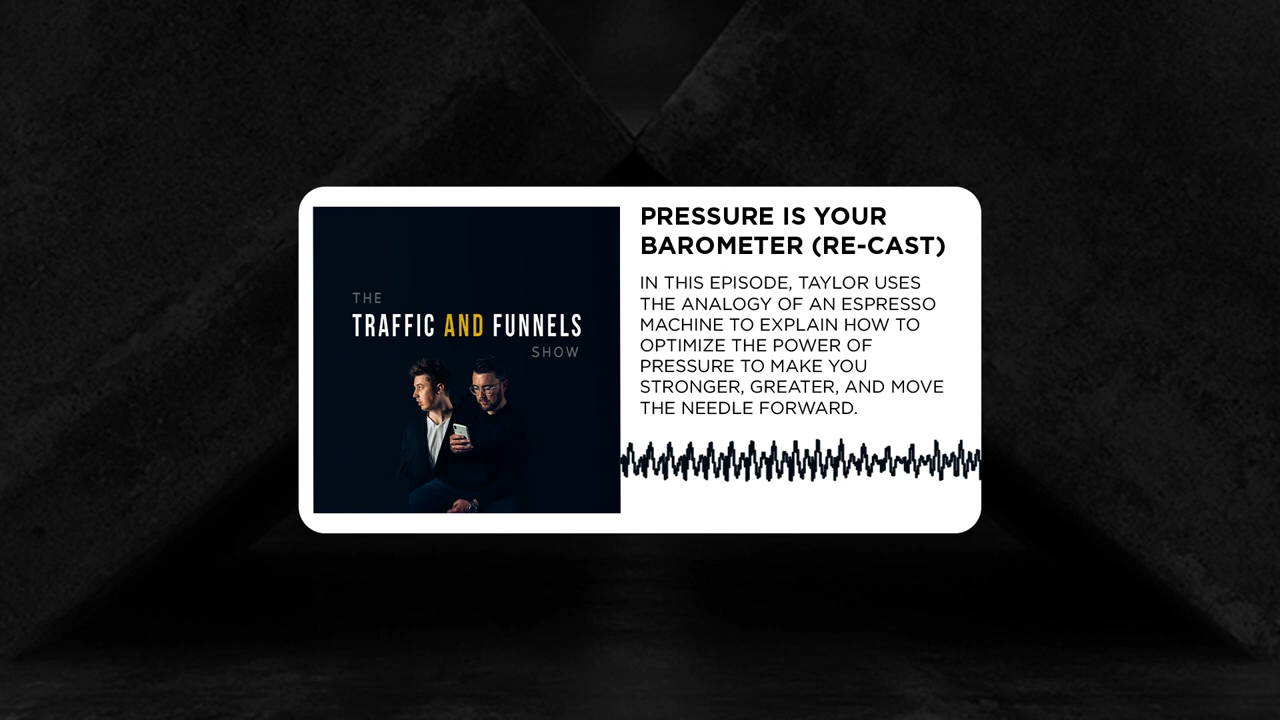 THE
TRAFFIC AND FUNNELS
SHOW
PRESSURE IS YOUR
BAROMETER (RE-CAST)
IN THIS EPISODE, TAYLOR USES
THE ANALOGY OF AN ESPRESSO
MACHINE TO EXPLAIN HOW TO
OPTIMIZE THE POWER OF
PRESSURE TO MAKE YOU
STRONGER, GREATER, AND MOVE
THE NEEDLE FORWARD.